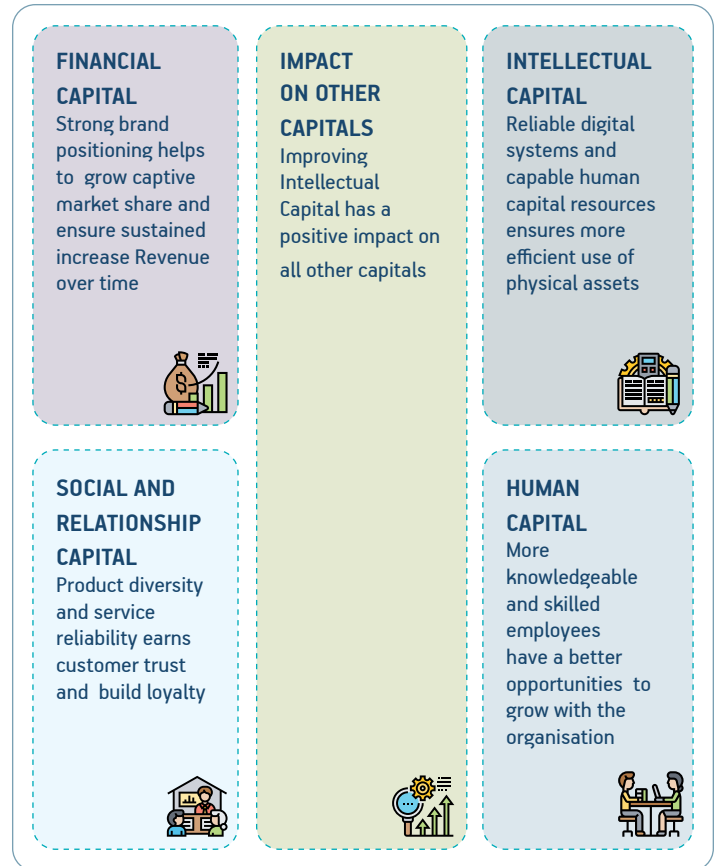 FINANCIAL
CAPITAL
Strong brand
positioning helps
to grow captive
market share and
ensure sustained
increase Revenue
over time
IMPACT
ON OTHER
CAPITALS
Improving
Intellectual
Capital has a
positive impact on
all other capitals
INTELLECTUAL
CAPITAL
Reliable digital
systems and
capable human
capital resources
ensures more
efficient use of
physical assets
SOCIAL AND
RELATIONSHIP
CAPITAL
Product diversity
and service
reliability earns
customer trust
and build loyalty
HUMAN
CAPITAL
More
knowledgeable
and skilled
employees
have a better
opportunities to
grow with the
organisation